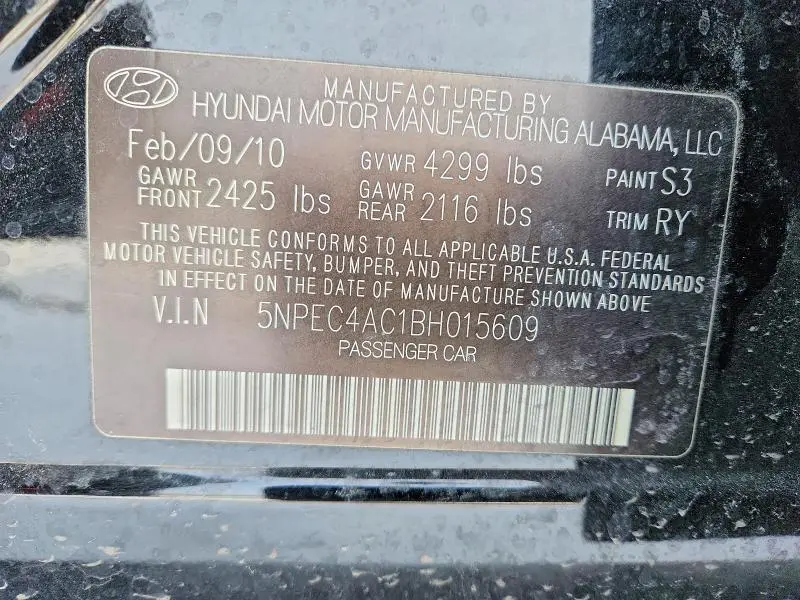 MANUFACTURED BY
HYUNDAI MOTOR MANUFACTURING ALABAMA, LLC
Feb/09/10 GVWR 4299 lbs PAINT S3
GAWR FRONT 2425 lbs GAWR REAR 2116 lbs TRIM RY
THIS VEHICLE CONFORMS TO ALL APPLICABLE U.S.A. FEDERAL
MOTOR VEHICLE SAFETY, BUMPER, AND THEFT PREVENTION STANDARDS
IN EFFECT ON THE DATE OF MANUFACTURE SHOWN ABOVE
V.I.N 5NPEC4AC1BH015609
PASSENGER CAR